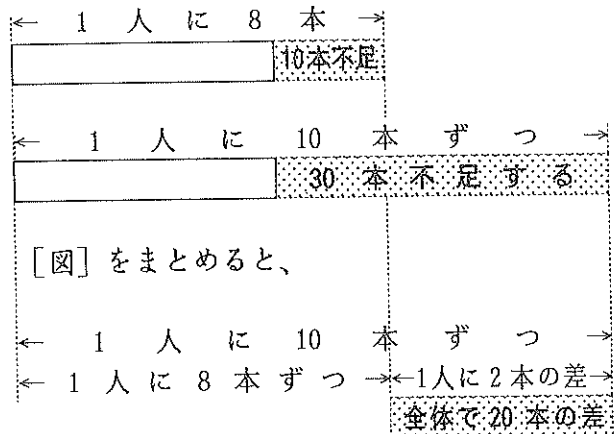 ← 1 人 に 8 本 →
10本不足
← 1 人 に 10 本 ず つ →
30 本 不 足 す る
[図] をまとめると、
← 1 人 に 10 本 ず つ →
← 1 人 に 8 本 ず つ →←1人に2本の差→
全体で20本の差